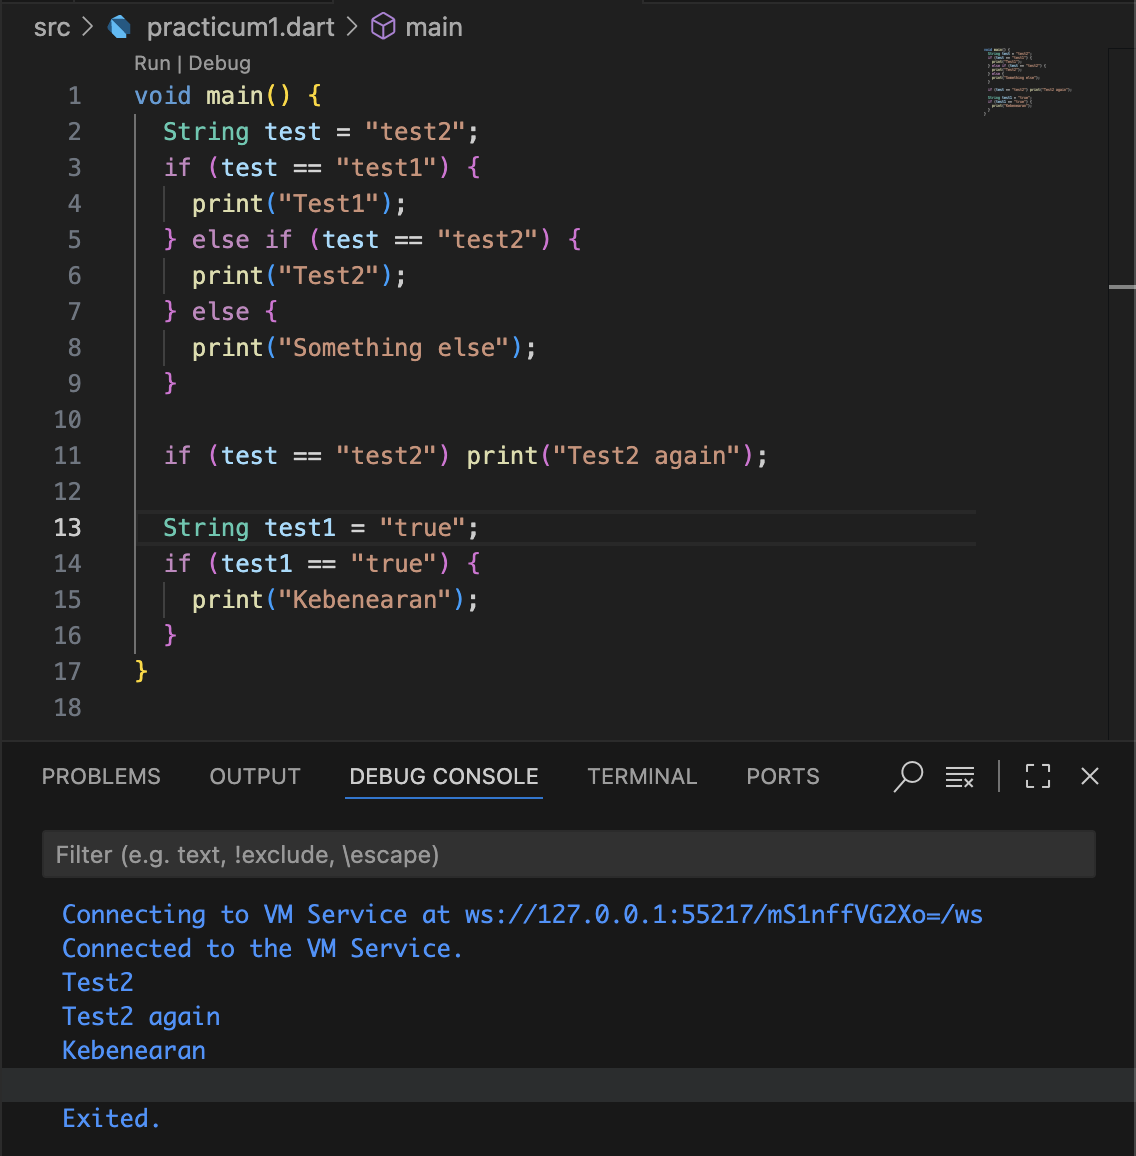 src > practicum1.dart > main
Run | Debug
1 void main() {
2   String test = "test2";
3   if (test == "test1") {
4     print("Test1");
5   } else if (test == "test2") {
6     print("Test2");
7   } else {
8     print("Something else");
9   }
10
11   if (test == "test2") print("Test2 again");
12
13   String test1 = "true";
14   if (test1 == "true") {
15     print("Kebenearan");
16   }
17 }
18
PROBLEMS OUTPUT DEBUG CONSOLE TERMINAL PORTS
Filter (e.g. text, !exclude, \escape)
Connecting to VM Service at ws://127.0.0.1:55217/mS1nffVG2Xo=/ws
Connected to the VM Service.
Test2
Test2 again
Kebenearan
Exited.